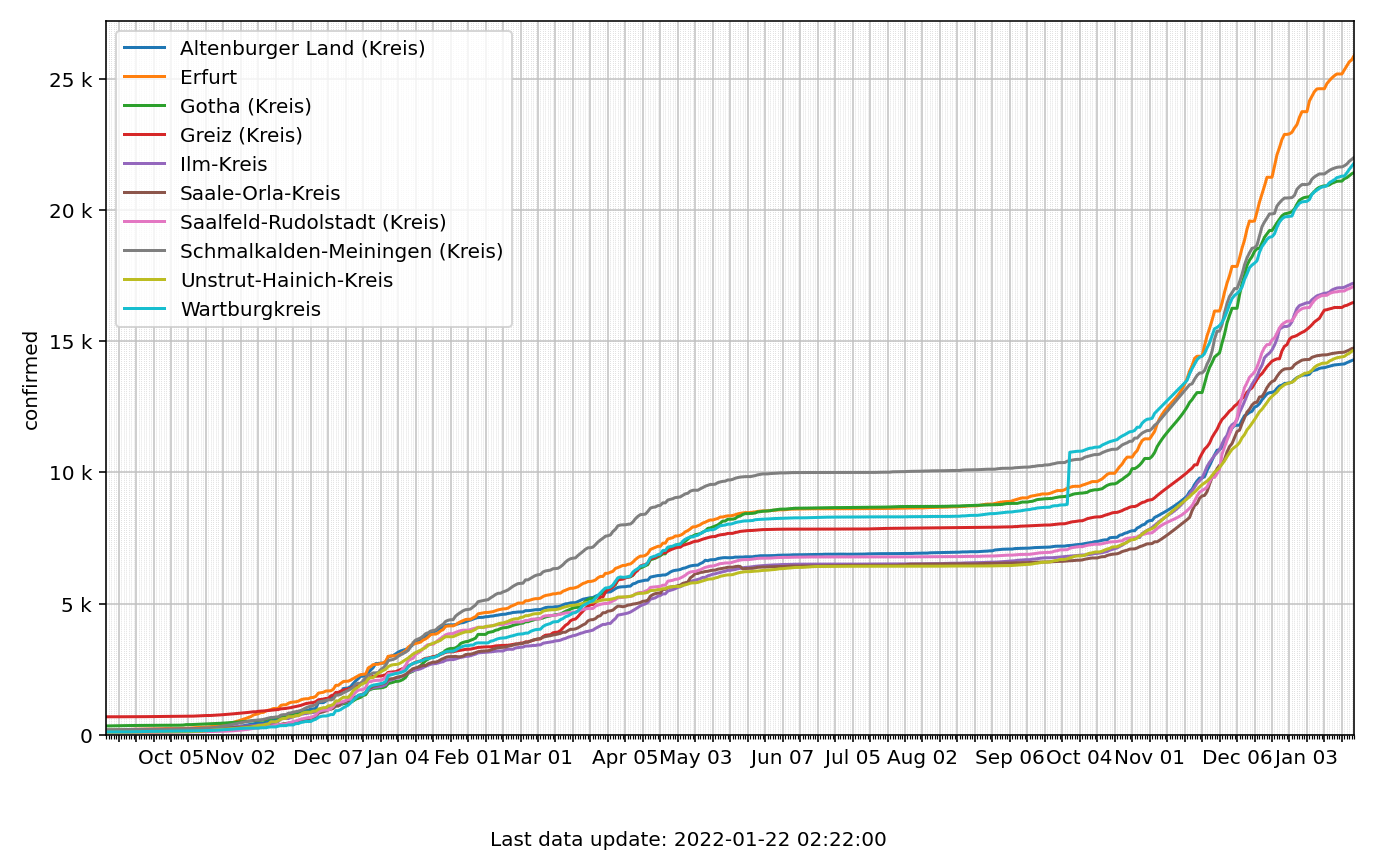 Altenburger Land (Kreis)
Erfurt
Gotha (Kreis)
Greiz (Kreis)
Ilm-Kreis
Saale-Orla-Kreis
Saalfeld-Rudolstadt (Kreis)
Schmalkalden-Meiningen (Kreis)
Unstrut-Hainich-Kreis
Wartburgkreis
25 k
20 k
15 k
10 k
5 k
0
confirmed
Oct 05 Nov 02 Dec 07 Jan 04 Feb 01 Mar 01 Apr 05 May 03 Jun 07 Jul 05 Aug 02 Sep 06 Oct 04 Nov 01 Dec 06 Jan 03
Last data update: 2022-01-22 02:22:00